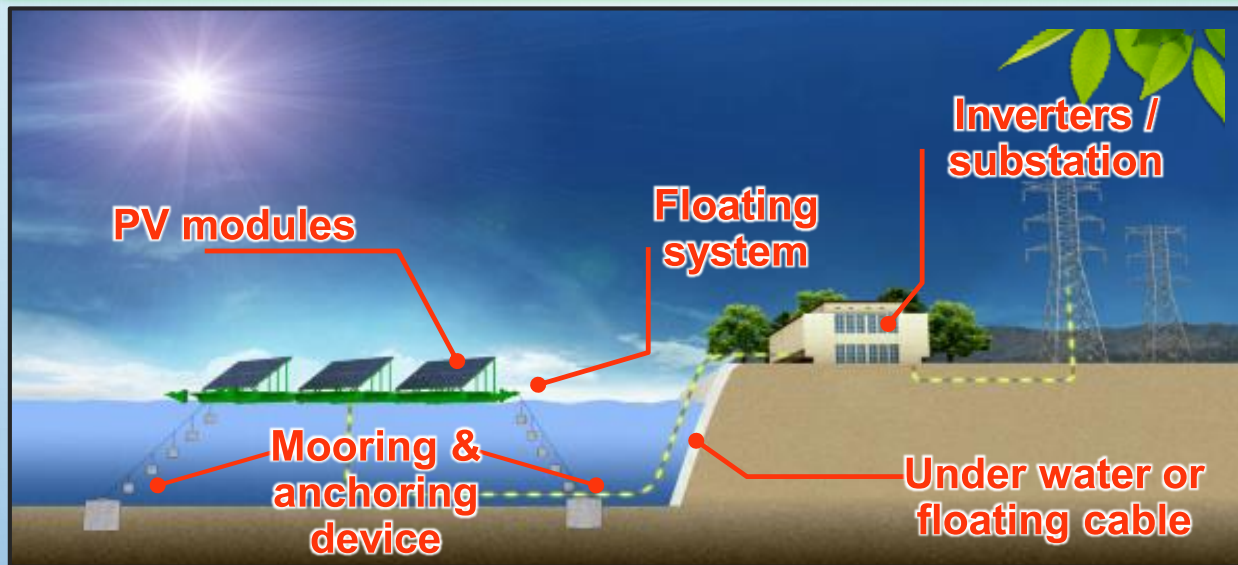 Inverters /
substation
PV modules
Floating
system
Mooring &
anchoring
device
Under water or
floating cable